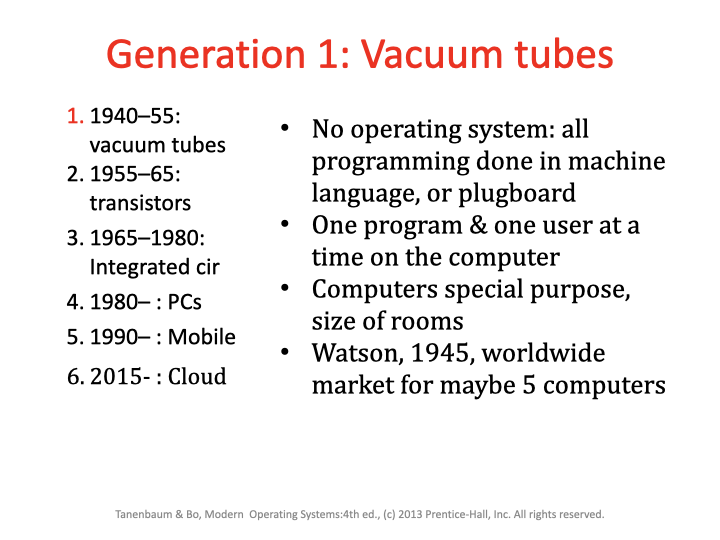 Generation 1: Vacuum tubes
1. 1940–55:
vacuum tubes
2. 1955–65:
transistors
3. 1965–1980:
Integrated cir
4. 1980– : PCs
5. 1990– : Mobile
6. 2015- : Cloud
• No operating system: all
programming done in machine
language, or plugboard
• One program & one user at a
time on the computer
• Computers special purpose,
size of rooms
• Watson, 1945, worldwide
market for maybe 5 computers
Tanenbaum & Bo, Modern Operating Systems:4th ed., (c) 2013 Prentice-Hall, Inc. All rights reserved.